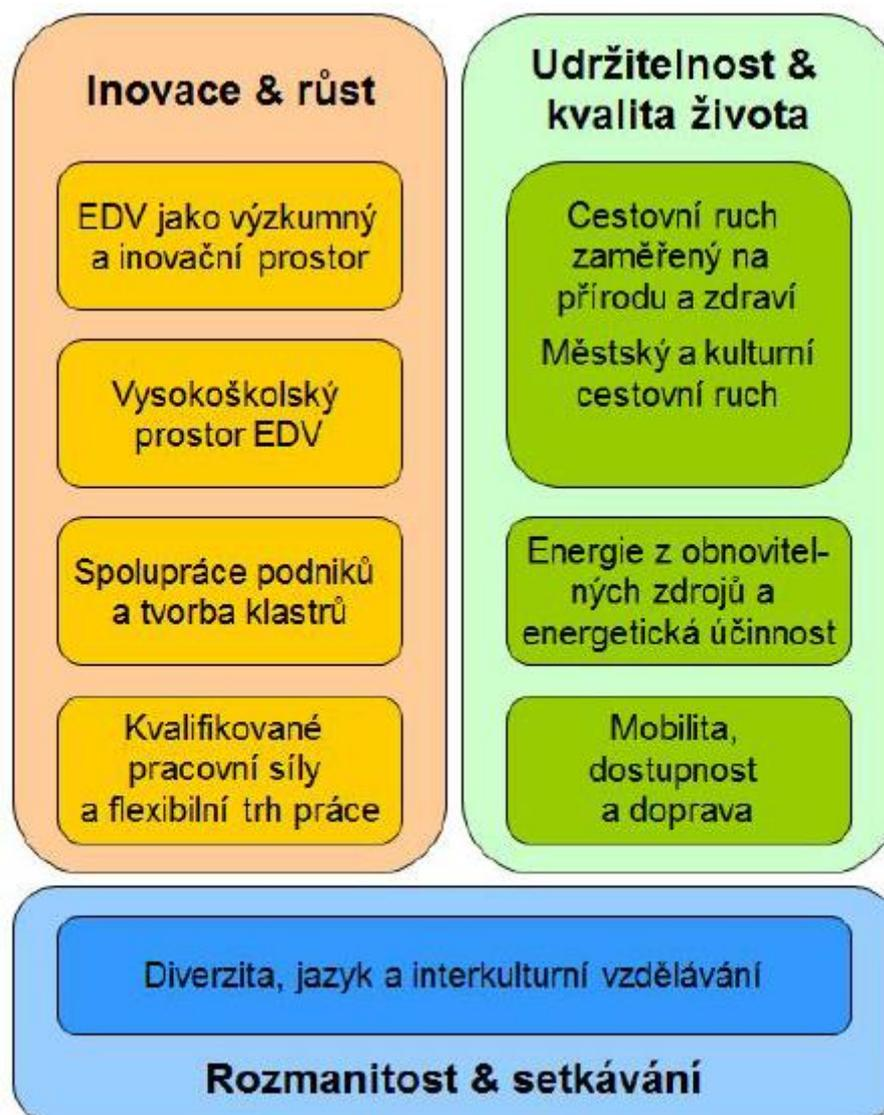 Inovace & růst
EDV jako výzkumný
a inovační prostor
Vysokoškolský
prostor EDV
Spolupráce podniků
a tvorba klastrů
Kvalifikované
pracovní síly
a flexibilní trh práce
Udržitelnost &
kvalita života
Cestovní ruch
zaměřený na
přírodu a zdraví
Městský a kulturní
cestovní ruch
Energie z obnovitel-
ných zdrojů a
energetická účinnost
Mobilita,
dostupnost
a doprava
Diverzita, jazyk a interkulturní vzdělávání
Rozmanitost & setkávání